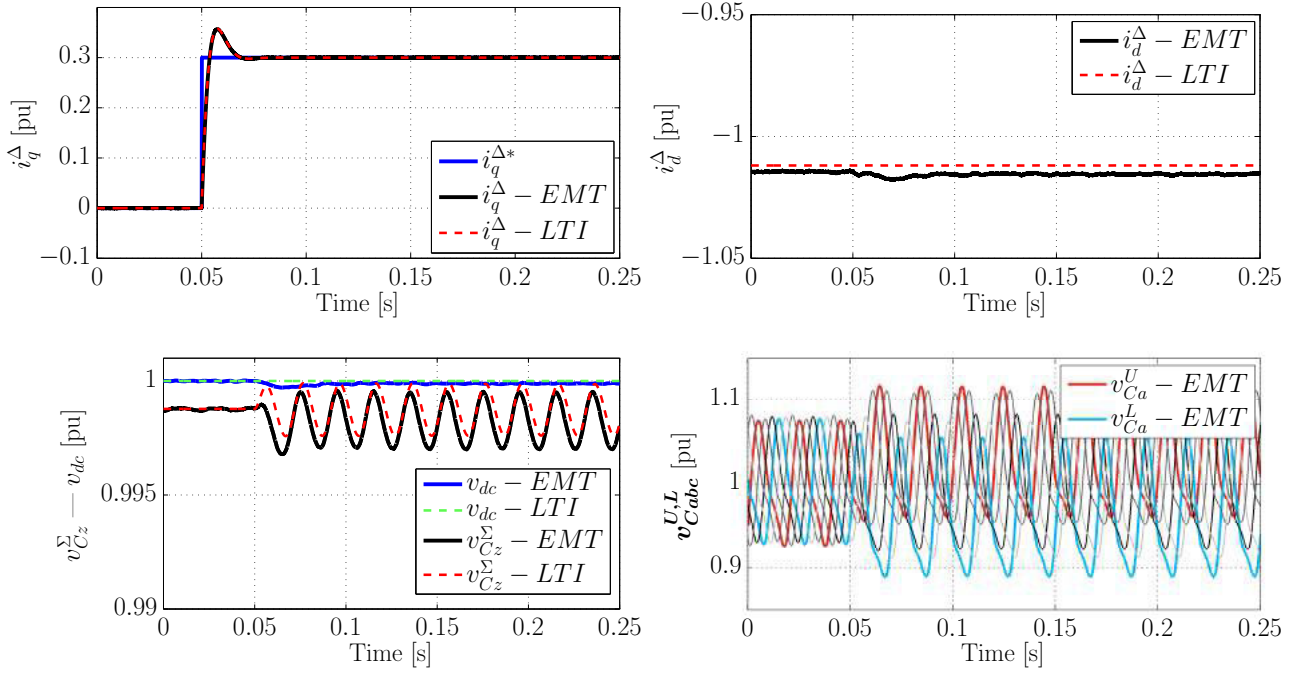 0.3
0.2
0.1
0
−0.1
i_q^Δ [pu]
i_q^{Δ*}
i_q^Δ − EMT
i_q^Δ − LTI
0 0.05 0.1 0.15 0.2 0.25
Time [s]
−0.95
−1
−1.05
i_d^Δ [pu]
i_d^Δ − EMT
i_d^Δ − LTI
0 0.05 0.1 0.15 0.2 0.25
Time [s]
1
0.995
0.99
v_{Cz}^Σ — v_{dc} [pu]
v_{dc} − EMT
v_{dc} − LTI
v_{Cz}^Σ − EMT
v_{Cz}^Σ − LTI
0 0.05 0.1 0.15 0.2 0.25
Time [s]
1.1
1
0.9
v_{Cabc}^{U,L} [pu]
v_{Ca}^U − EMT
v_{Ca}^L − EMT
0 0.05 0.1 0.15 0.2 0.25
Time [s]